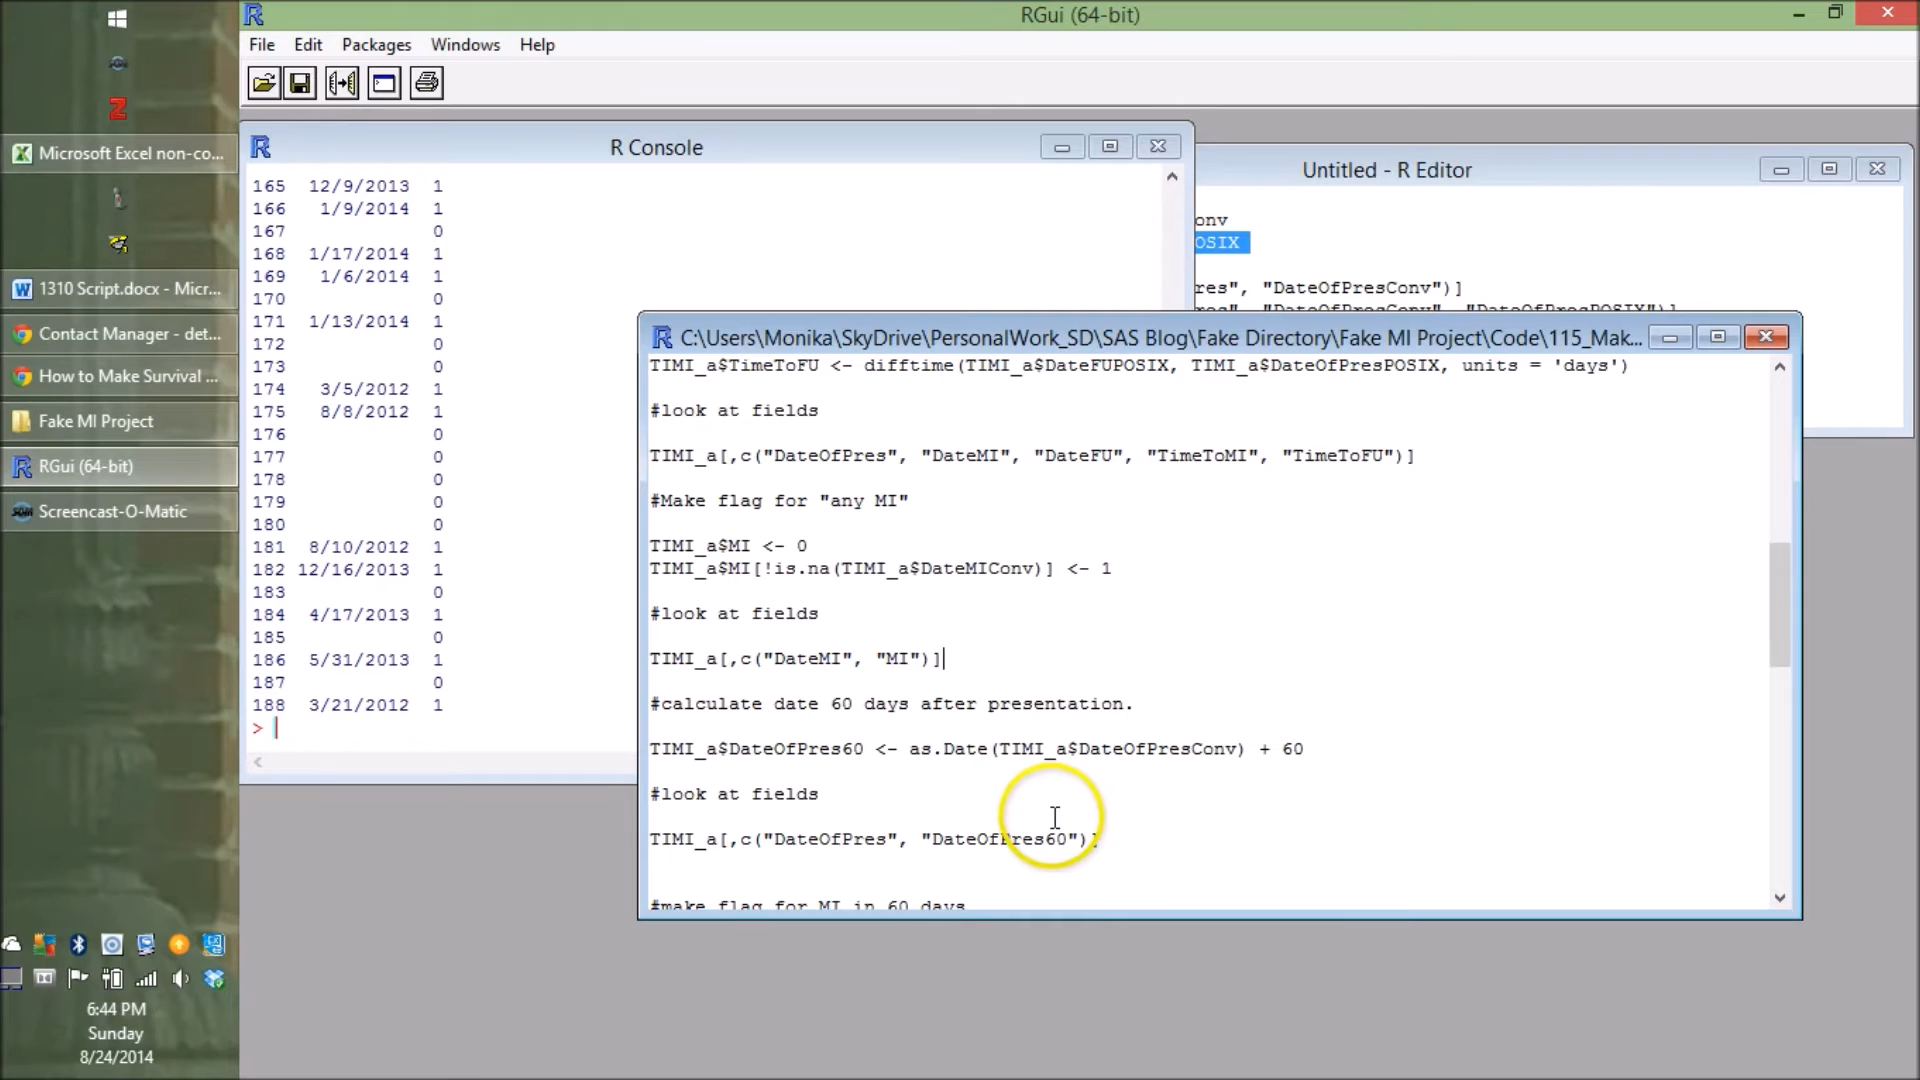 RGui (64-bit)
File Edit Packages Windows Help
Microsoft Excel non-co...
1310 Script.docx - Micr...
Contact Manager - det...
How to Make Survival ...
Fake MI Project
RGui (64-bit)
Screencast-O-Matic
6:44 PM
Sunday
8/24/2014
R Console
165 12/9/2013 1
166 1/9/2014 1
167 0
168 1/17/2014 1
169 1/6/2014 1
170 0
171 1/13/2014 1
172 0
173 0
174 3/5/2012 1
175 8/8/2012 1
176 0
177 0
178 0
179 0
180 0
181 8/10/2012 1
182 12/16/2013 1
183 0
184 4/17/2013 1
185 0
186 5/31/2013 1
187 0
188 3/21/2012 1
>
Untitled - R Editor
onv
OSIX
res", "DateOfPresConv")]
C:\Users\Monika\SkyDrive\PersonalWork_SD\SAS Blog\Fake Directory\Fake MI Project\Code\115_Mak...
TIMI_a$TimeToFU <- difftime(TIMI_a$DateFUPOSIX, TIMI_a$DateOfPresPOSIX, units = 'days')
#look at fields
TIMI_a[,c("DateOfPres", "DateMI", "DateFU", "TimeToMI", "TimeToFU")]
#Make flag for "any MI"
TIMI_a$MI <- 0
TIMI_a$MI[!is.na(TIMI_a$DateMIConv)] <- 1
#look at fields
TIMI_a[,c("DateMI", "MI")]
#calculate date 60 days after presentation.
TIMI_a$DateOfPres60 <- as.Date(TIMI_a$DateOfPresConv) + 60
#look at fields
TIMI_a[,c("DateOfPres", "DateOfPres60")]
#make flag for MI in 60 days